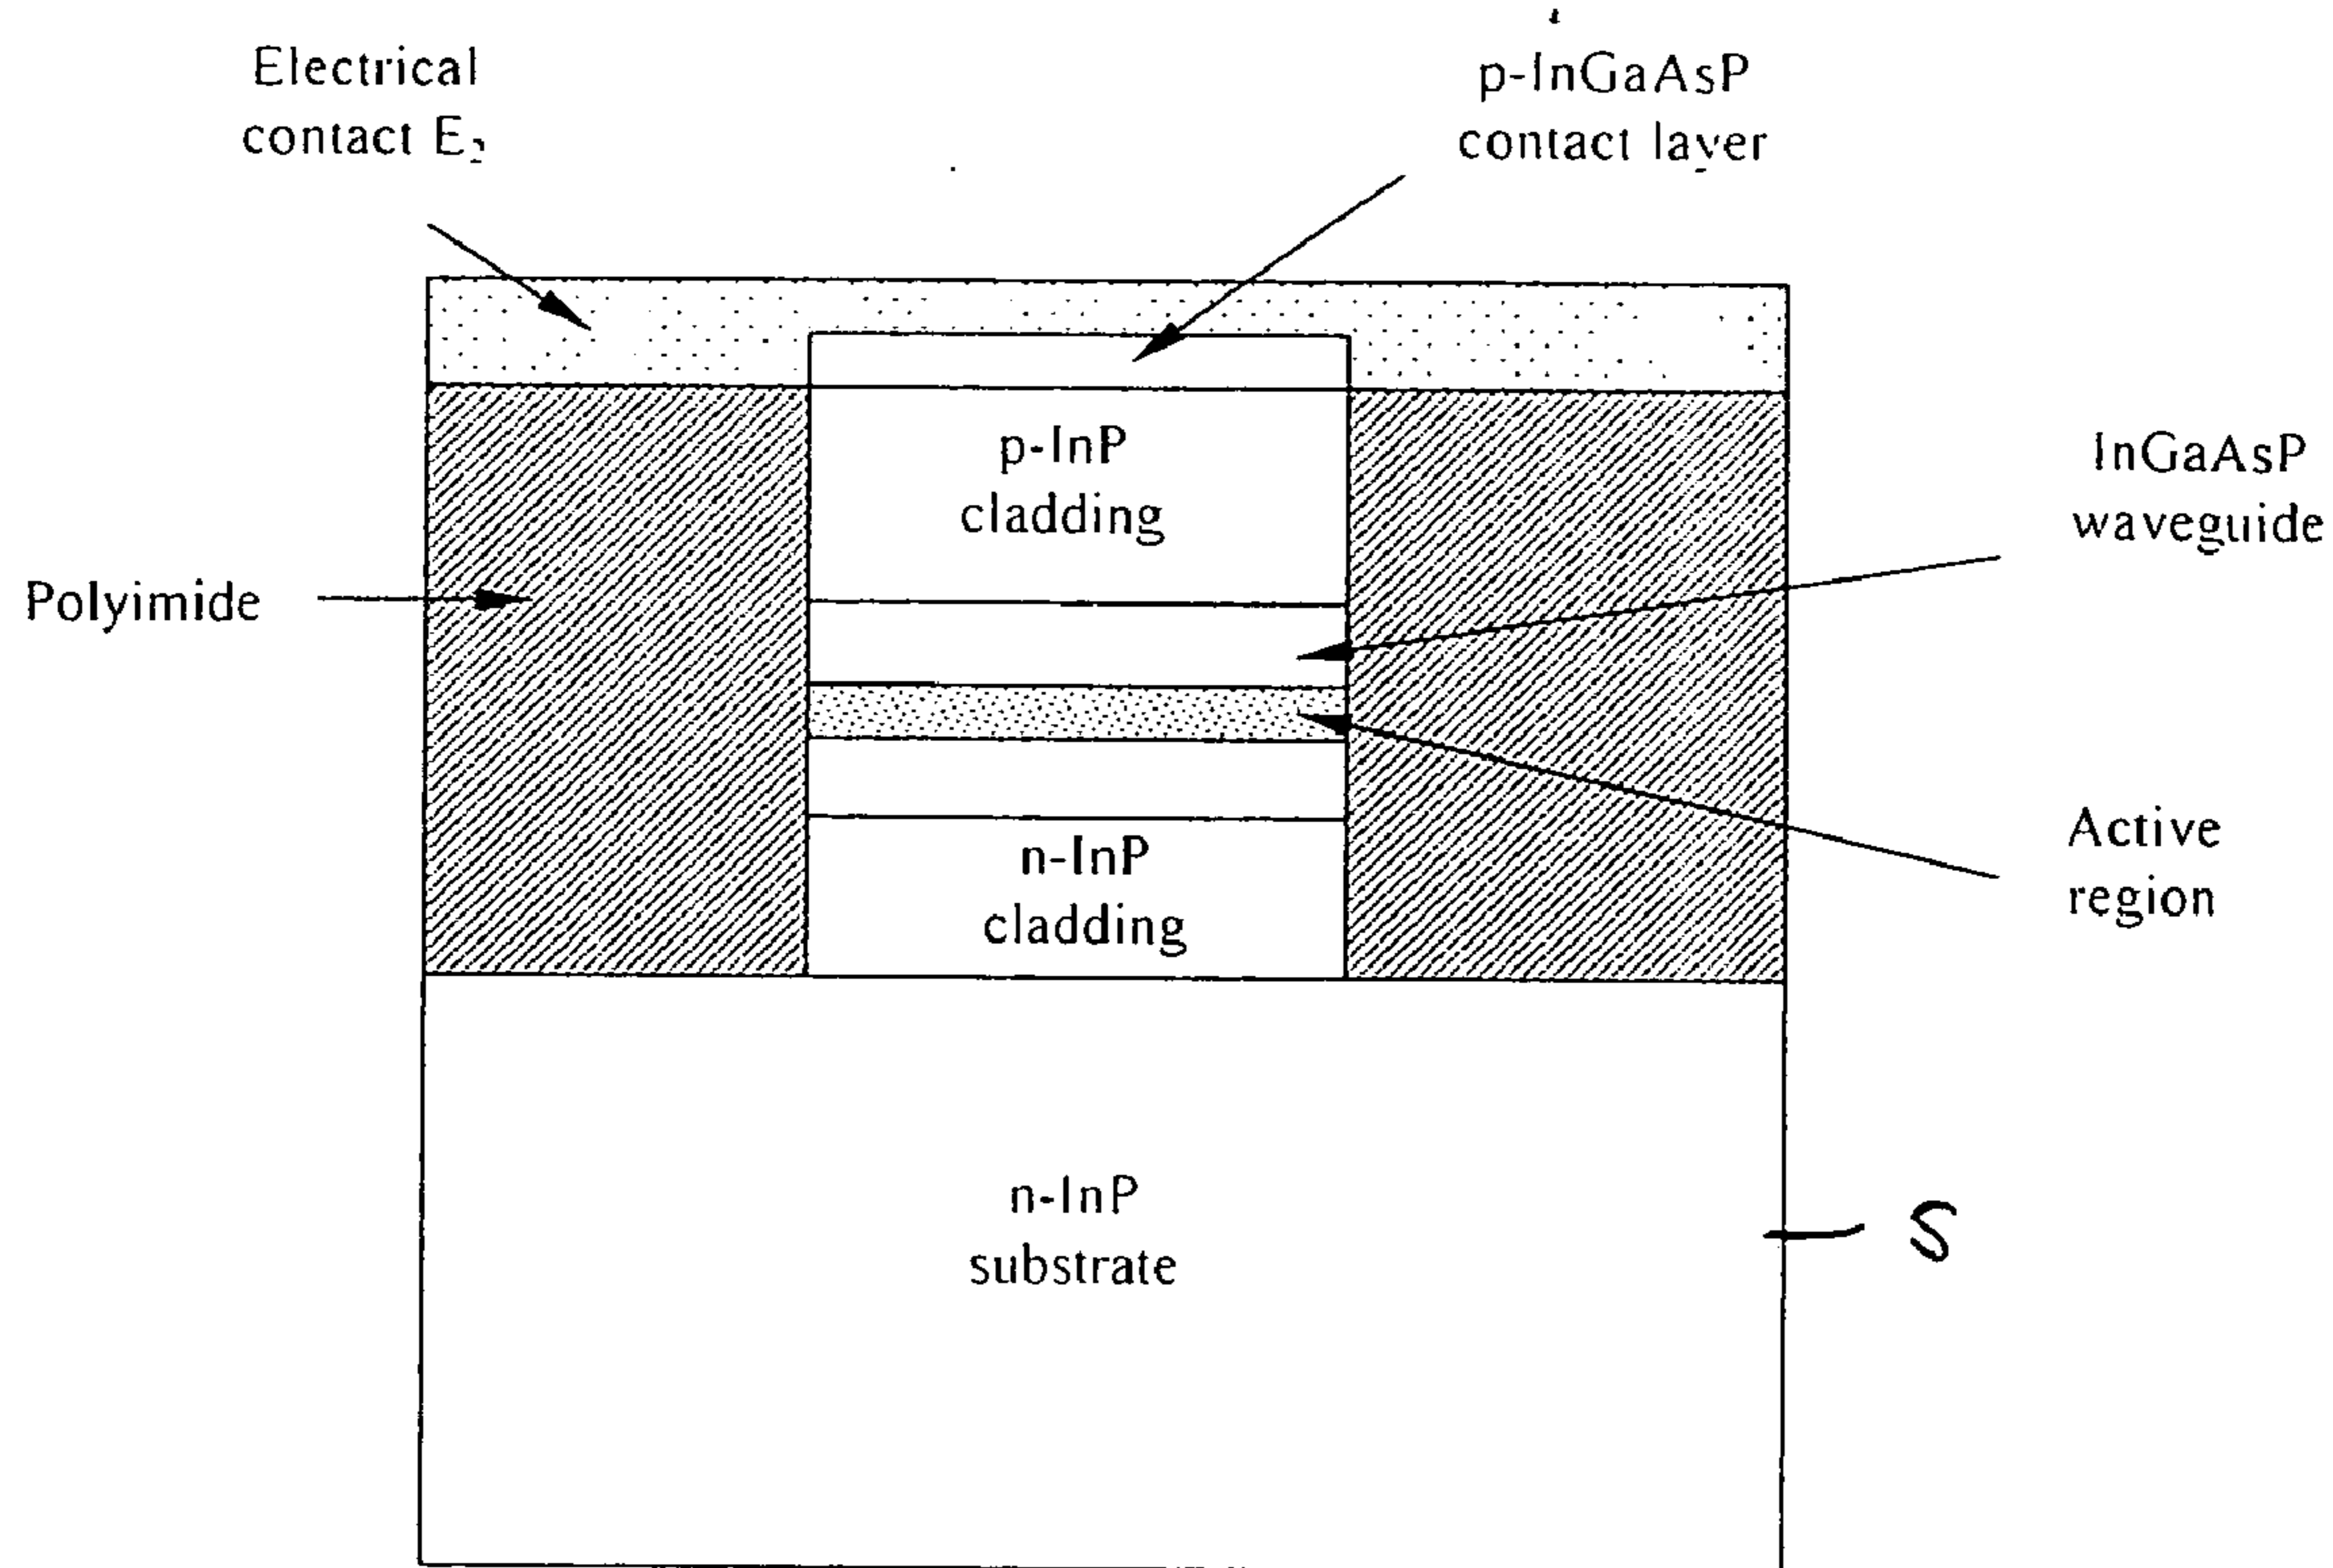 Electrical
contact E₂
p-InGaAsP
contact layer
p-InP
cladding
InGaAsP
waveguide
Polyimide
Active
region
n-InP
cladding
n-InP
substrate
S